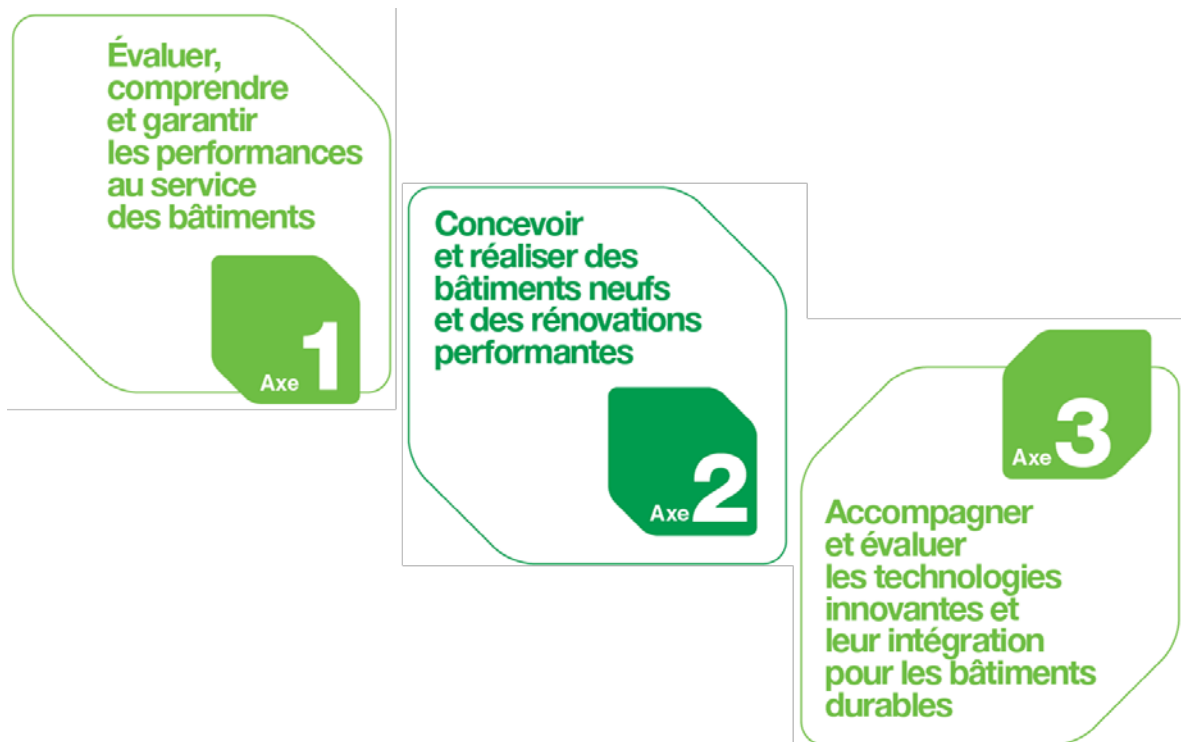 Évaluer,
comprendre
et garantir
les performances
au service
des bâtiments
Axe 1
Concevoir
et réaliser des
bâtiments neufs
et des rénovations
performantes
Axe 2
Axe 3
Accompagner
et évaluer
les technologies
innovantes et
leur intégration
pour les bâtiments
durables